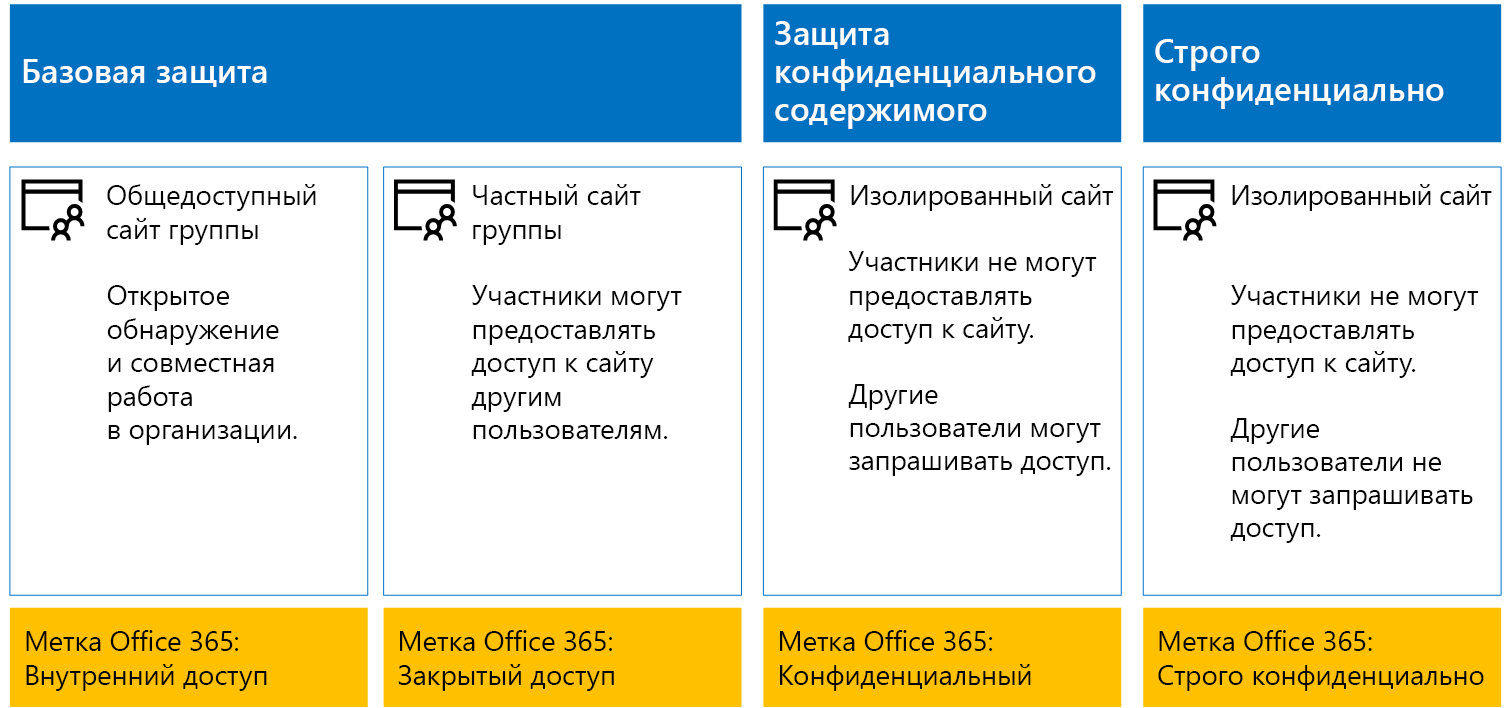 Базовая защита
Защита
конфиденциального
содержимого
Строго
конфиденциально
Общедоступный
сайт группы
Открытое
обнаружение
и совместная
работа
в организации.
Частный сайт
группы
Участники могут
предоставлять
доступ к сайту
другим
пользователям.
Изолированный сайт
Участники не могут
предоставлять
доступ к сайту.
Другие
пользователи могут
запрашивать доступ.
Изолированный сайт
Участники не могут
предоставлять
доступ к сайту.
Другие
пользователи не
могут запрашивать
доступ.
Метка Office 365:
Внутренний доступ
Метка Office 365:
Закрытый доступ
Метка Office 365:
Конфиденциальный
Метка Office 365:
Строго конфиденциально